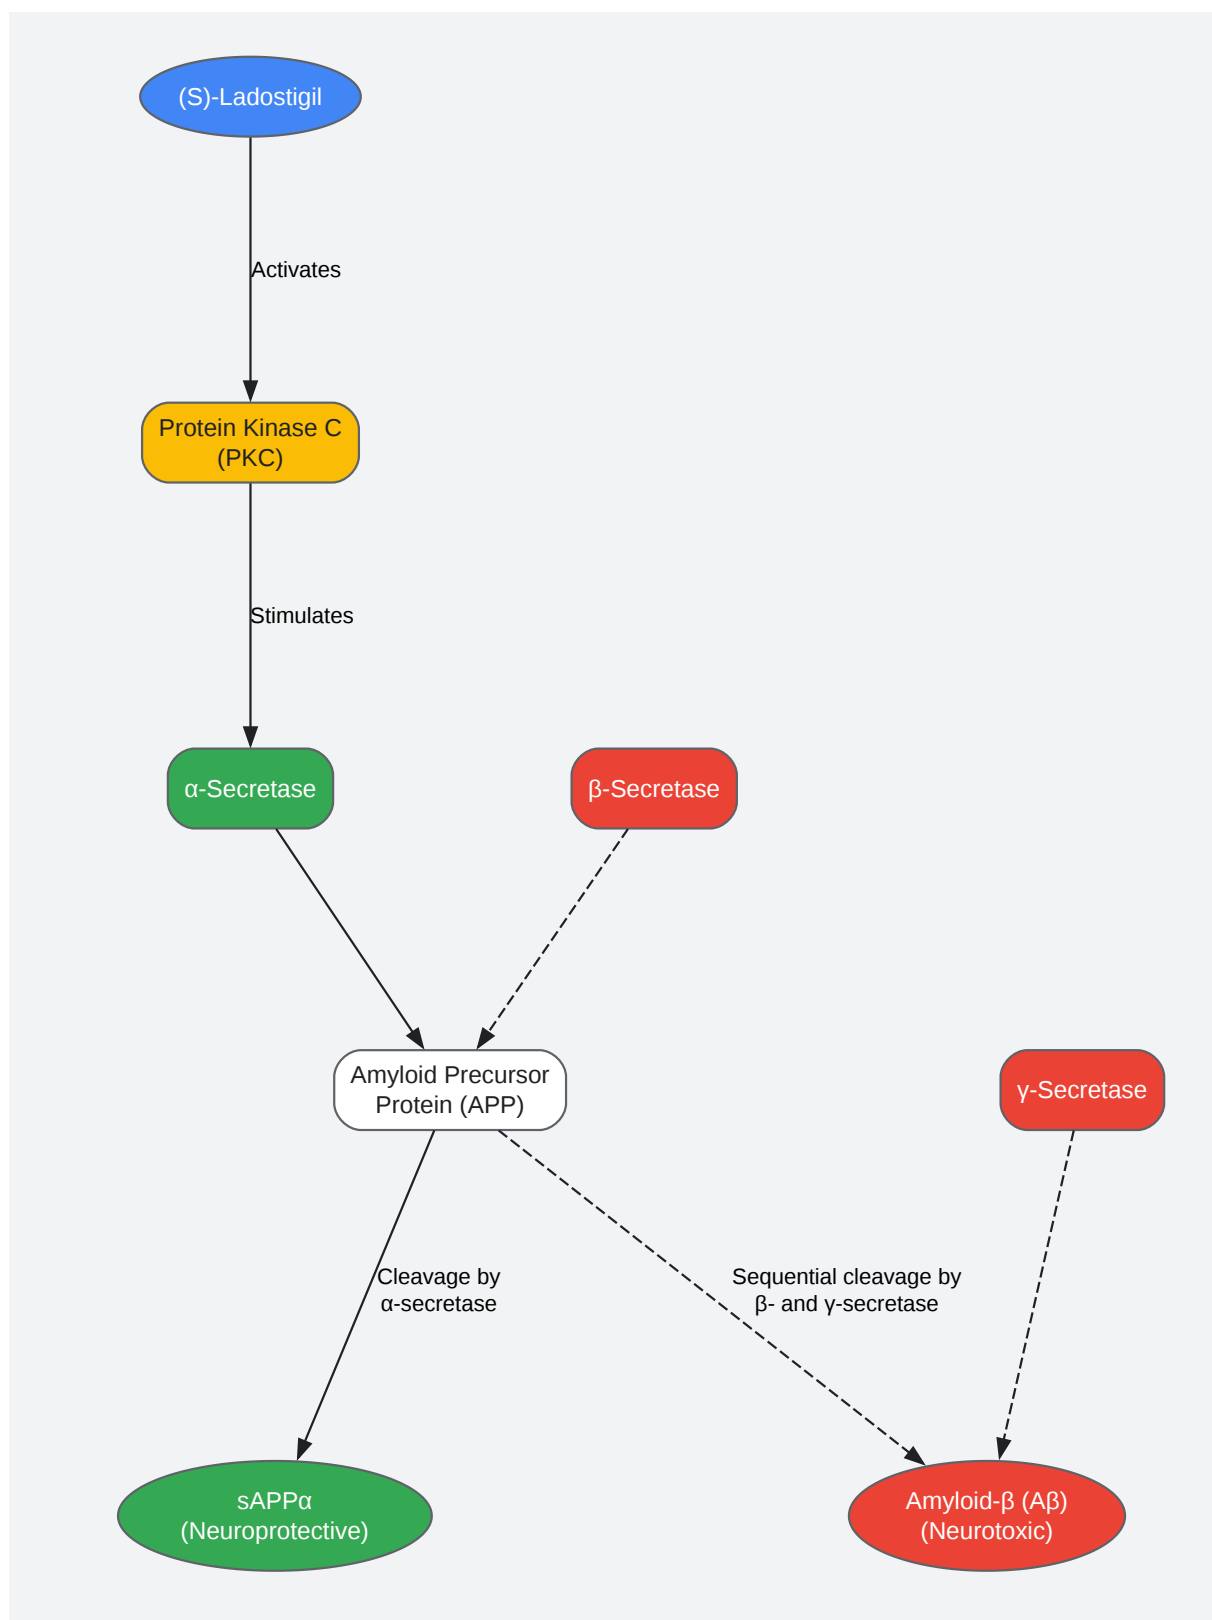 (S)-Ladostigil
Activates
Protein Kinase C
(PKC)
Stimulates
α-Secretase
β-Secretase
Amyloid Precursor
Protein (APP)
γ-Secretase
Cleavage by
α-secretase
Sequential cleavage by
β- and γ-secretase
sAPPα
(Neuroprotective)
Amyloid-β (Aβ)
(Neurotoxic)